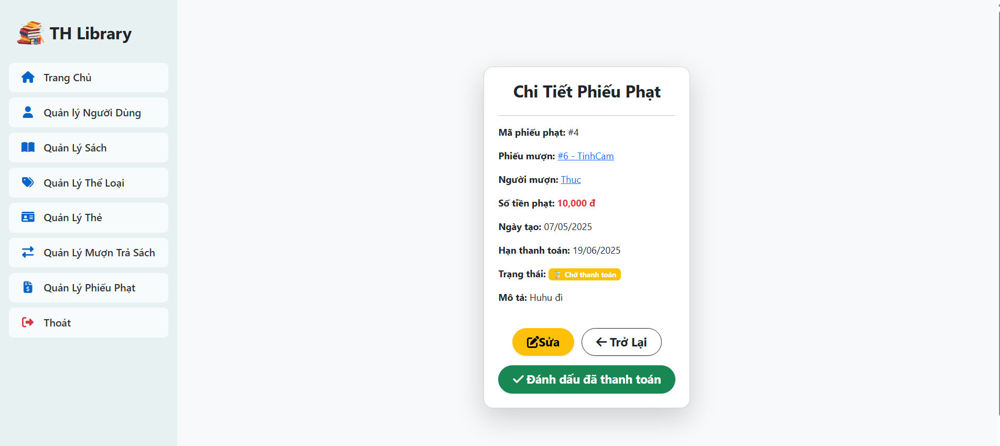 TH Library
Trang Chủ
Quản lý Người Dùng
Quản Lý Sách
Quản Lý Thể Loại
Quản Lý Thẻ
Quản Lý Mượn Trả Sách
Quản Lý Phiếu Phạt
Thoát
Chi Tiết Phiếu Phạt
Mã phiếu phạt: #4
Phiếu mượn: #6 - TinhCam
Người mượn: Thuc
Số tiền phạt: 10,000 đ
Ngày tạo: 07/05/2025
Hạn thanh toán: 19/06/2025
Trạng thái: ⏳ Chờ thanh toán
Mô tả: Huhu đi
Sửa
Trở Lại
Đánh dấu đã thanh toán